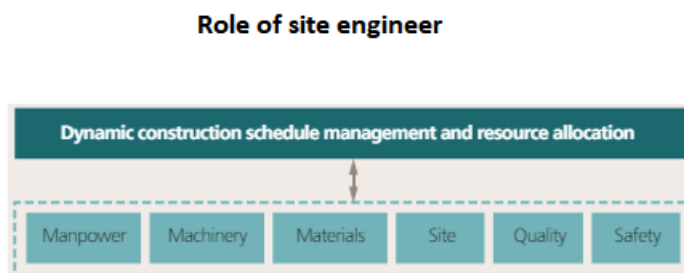 Role of site engineer
Dynamic construction schedule management and resource allocation
Manpower Machinery Materials Site Quality Safety